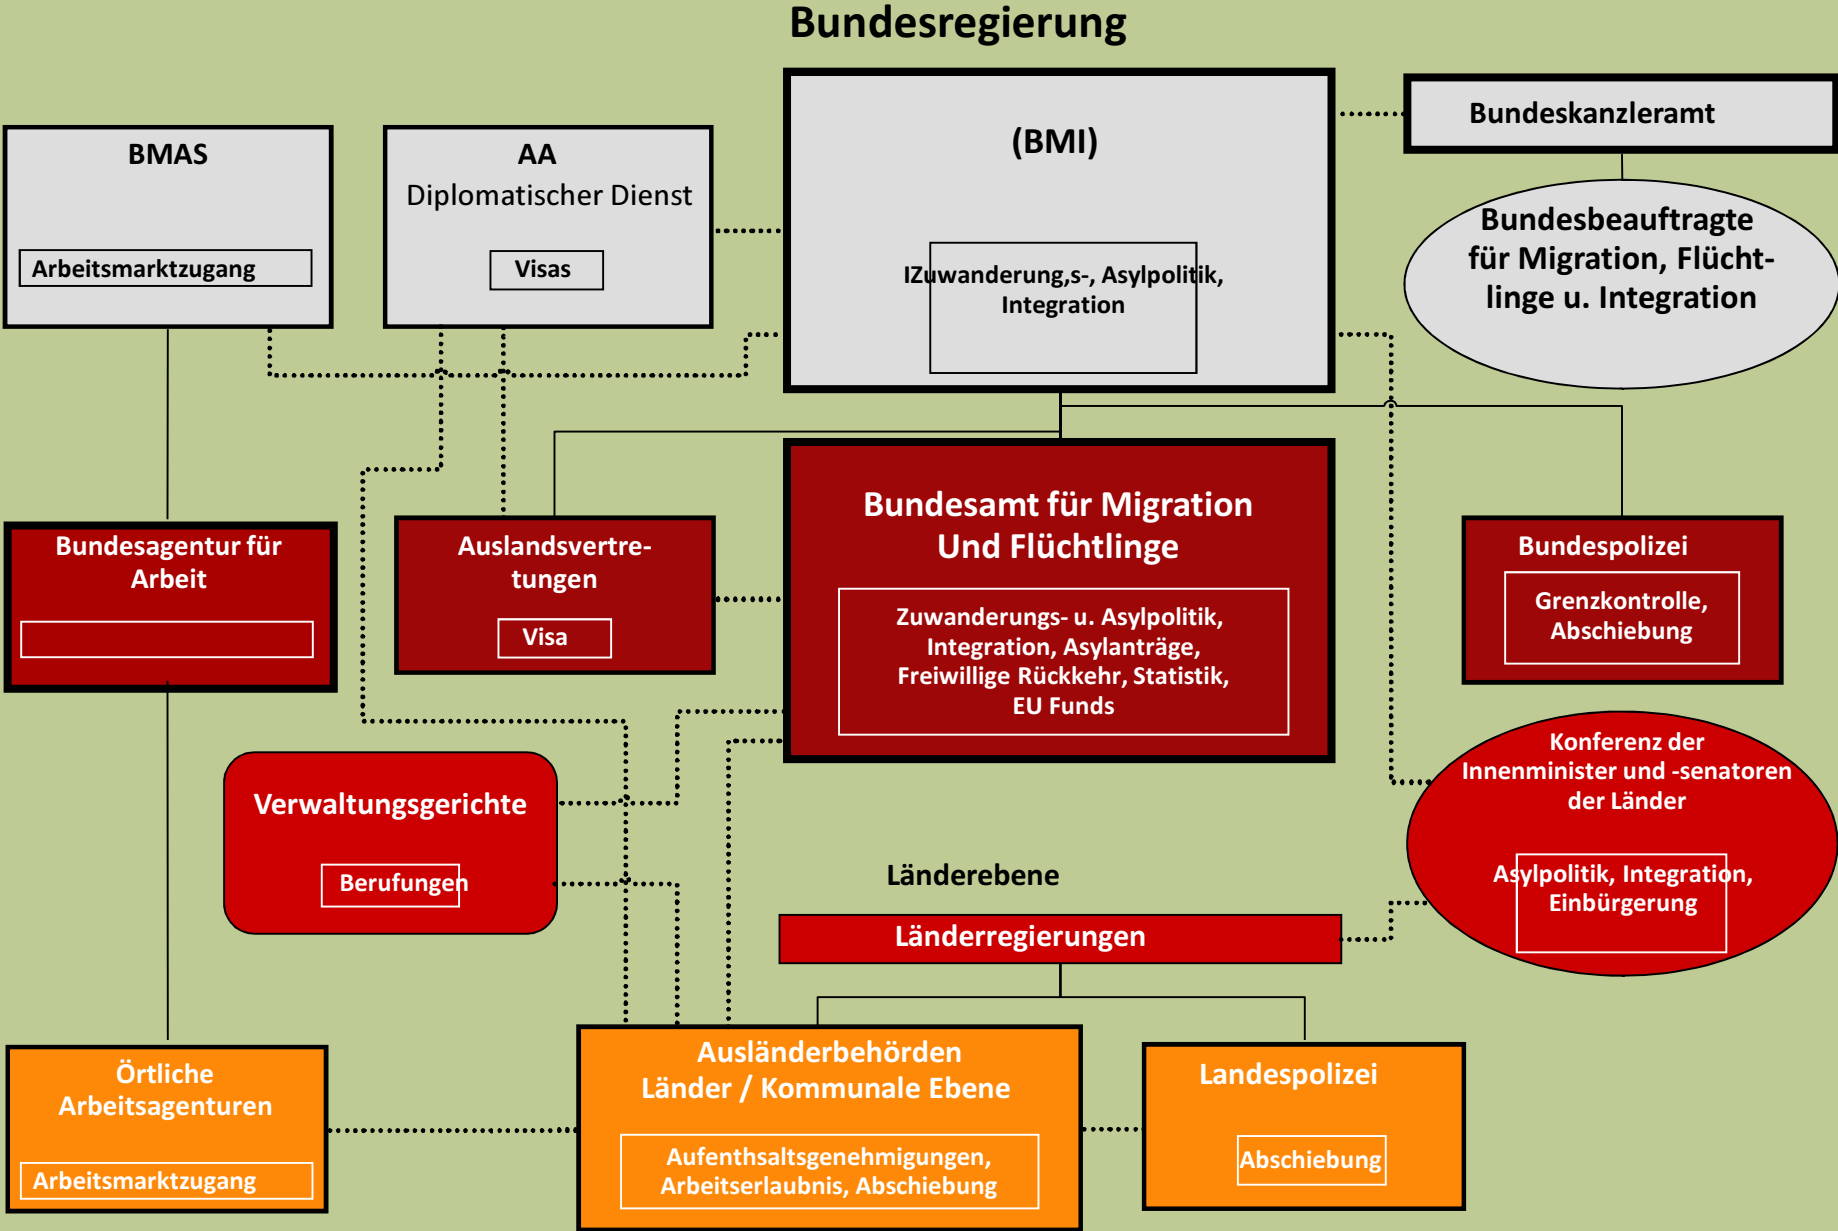 Bundesregierung
BMAS
Arbeitsmarktzugang
AA
Diplomatischer Dienst
Visas
(BMI)
IZuwanderung,s-, Asylpolitik,
Integration
Bundeskanzleramt
Bundesbeauftragte
für Migration, Flücht-
linge u. Integration
Bundesagentur für
Arbeit
Auslandsvertre-
tungen
Visa
Bundesamt für Migration
Und Flüchtlinge
Zuwanderungs- u. Asylpolitik,
Integration, Asylanträge,
Freiwillige Rückkehr, Statistik,
EU Funds
Bundespolizei
Grenzkontrolle,
Abschiebung
Verwaltungsgerichte
Berufungen
Konferenz der
Innenminister und -senatoren
der Länder
Asylpolitik, Integration,
Einbürgerung
Länderebene
Länderregierungen
Örtliche
Arbeitsagenturen
Arbeitsmarktzugang
Ausländerbehörden
Länder / Kommunale Ebene
Aufenthsaltsgenehmigungen,
Arbeitserlaubnis, Abschiebung
Landespolizei
Abschiebung